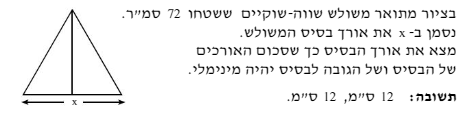 בציור מתואר משולש שווה-שוקיים ששטחו 72 סמ״ר.
נסמן ב- x את אורך בסיס המשולש.
מצא את אורך הבסיס כך שסכום האורכים
של הבסיס ושל הגובה לבסיס יהיה מינימלי.
תשובה: 12 ס״מ, 12 ס״מ.
x